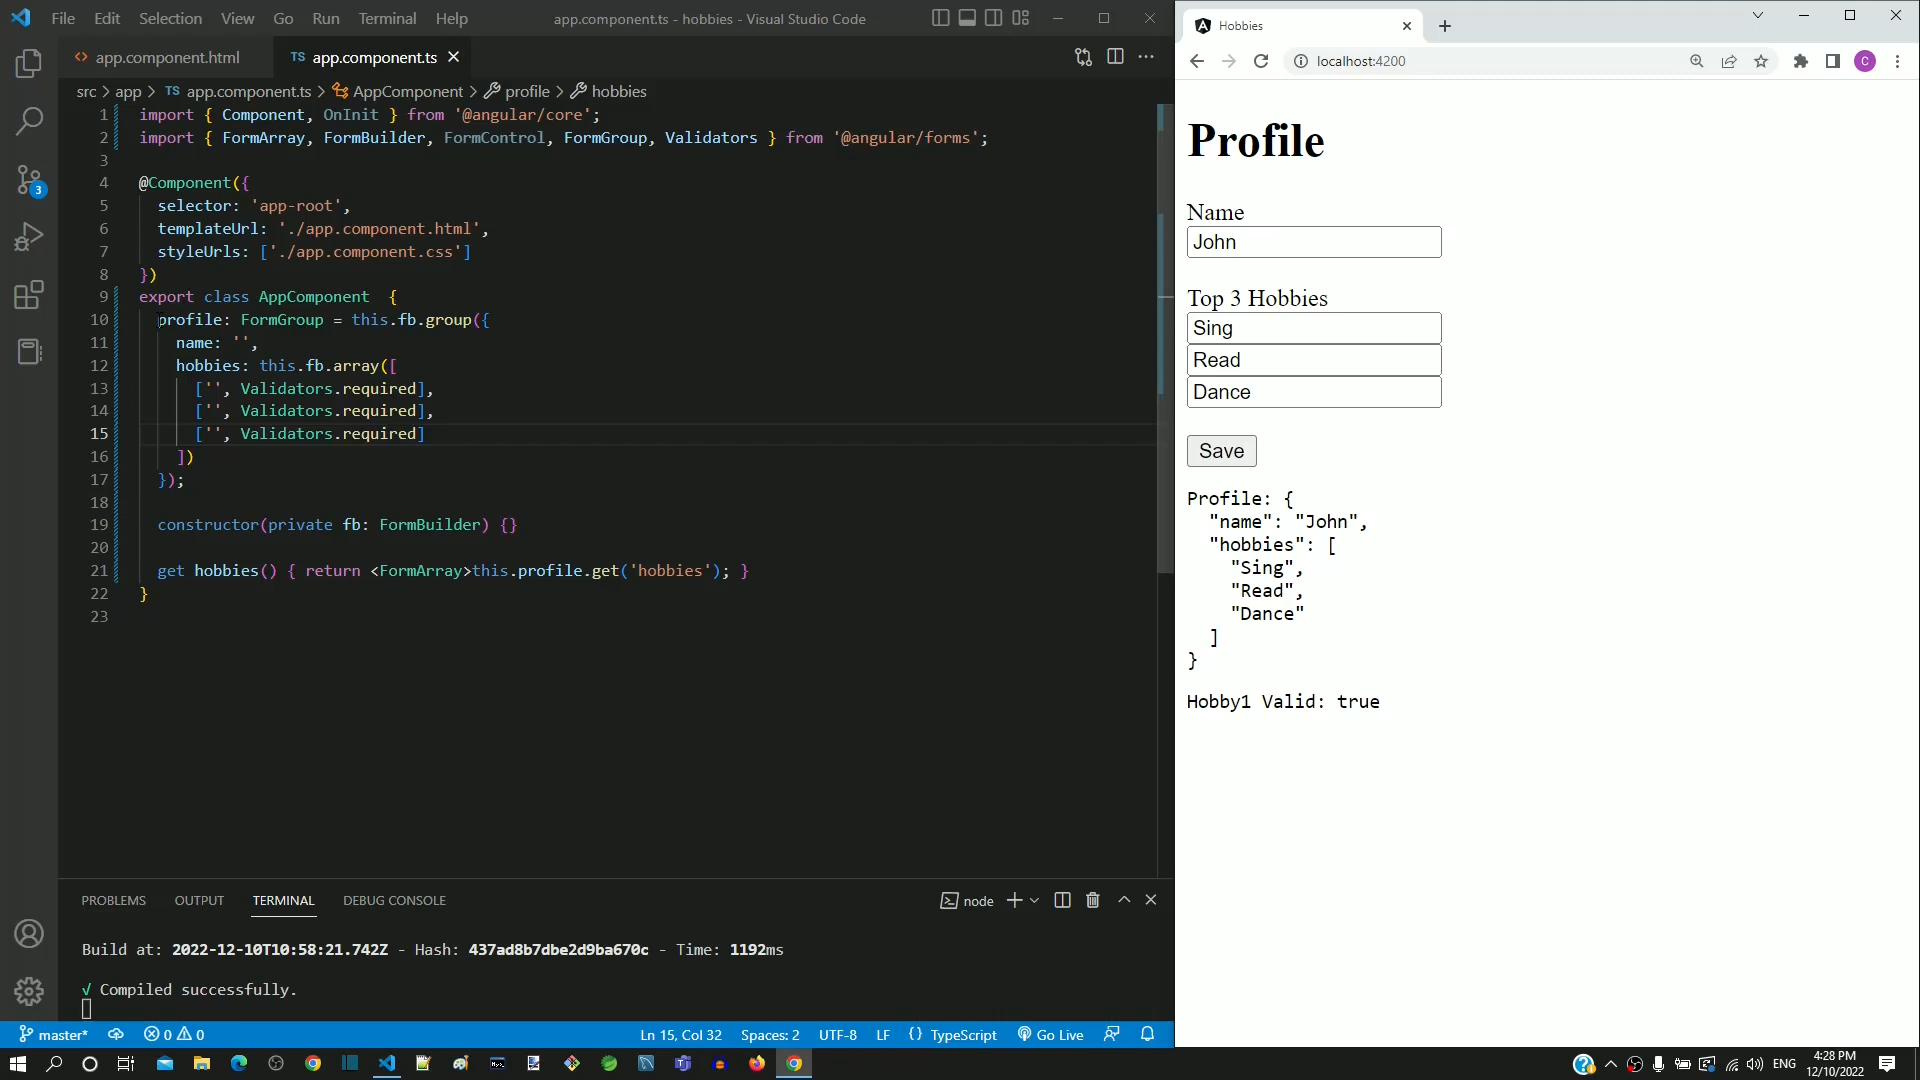 File Edit Selection View Go Run Terminal Help app.component.ts - hobbies - Visual Studio Code
app.component.html TS app.component.ts
src > app > TS app.component.ts > AppComponent > profile > hobbies
1 import { Component, OnInit } from '@angular/core';
2 import { FormArray, FormBuilder, FormControl, FormGroup, Validators } from '@angular/forms';
3
4 @Component({
5 selector: 'app-root',
6 templateUrl: './app.component.html',
7 styleUrls: ['./app.component.css']
8 })
9 export class AppComponent {
10 profile: FormGroup = this.fb.group({
11 name: '',
12 hobbies: this.fb.array([
13 ['', Validators.required],
14 ['', Validators.required],
15 ['', Validators.required]
16 ])
17 });
18
19 constructor(private fb: FormBuilder) {}
20
21 get hobbies() { return <FormArray>this.profile.get('hobbies'); }
22 }
23
3
PROBLEMS OUTPUT TERMINAL DEBUG CONSOLE node
Build at: 2022-12-10T10:58:21.742Z - Hash: 437ad8b7dbe2d9ba670c - Time: 1192ms
√ Compiled successfully.
master* 0 0 Ln 15, Col 32 Spaces: 2 UTF-8 LF {} TypeScript Go Live
Hobbies
localhost:4200
C
Profile
Name
John
Top 3 Hobbies
Sing
Read
Dance
Save
Profile: {
"name": "John",
"hobbies": [
"Sing",
"Read",
"Dance"
]
}
Hobby1 Valid: true
ENG 4:28 PM
12/10/2022